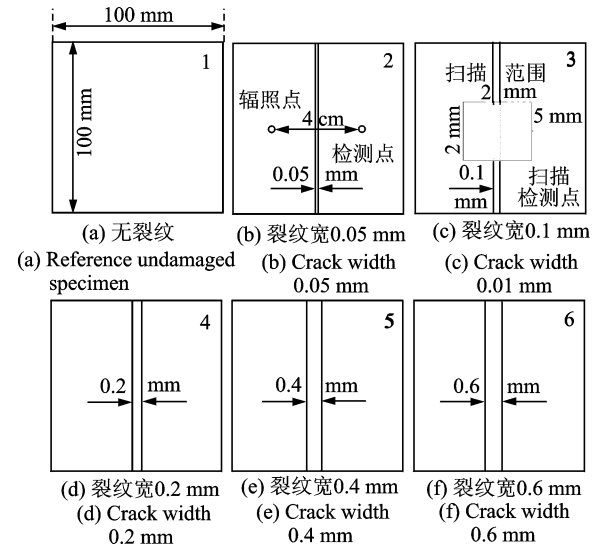 100 mm
1
100 mm
2
辐照点
4 cm
检测点
0.05 mm
3
扫描 范围
2 mm
2 mm
5 mm
0.1
mm
扫描
检测点
(a) 无裂纹
(a) Reference undamaged
specimen
(b) 裂纹宽0.05 mm
(b) Crack width
0.05 mm
(c) 裂纹宽0.1 mm
(c) Crack width
0.01 mm
4
0.2 mm
5
0.4 mm
6
0.6 mm
(d) 裂纹宽0.2 mm
(d) Crack width
0.2 mm
(e) 裂纹宽0.4 mm
(e) Crack width
0.4 mm
(f) 裂纹宽0.6 mm
(f) Crack width
0.6 mm